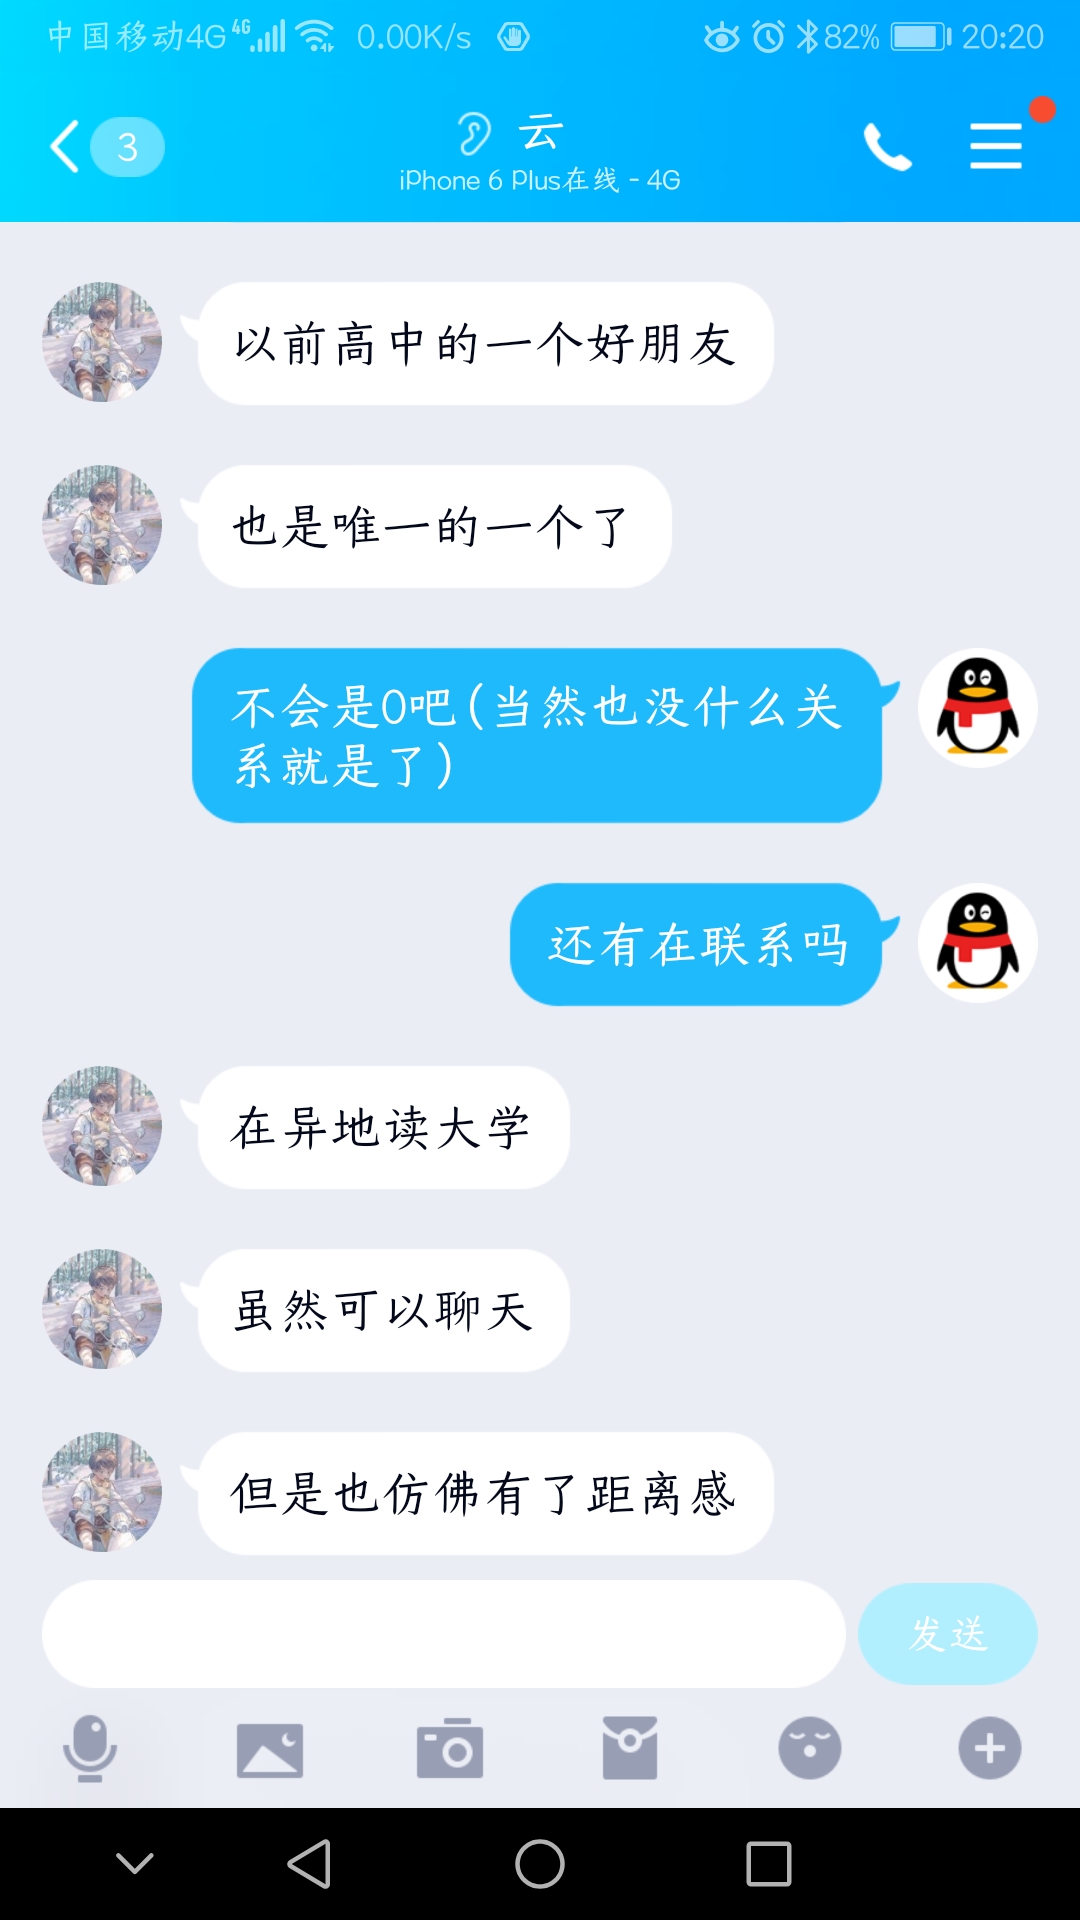 中国移动4G 4G 0.00K/s 82% 20:20
3
云
iPhone 6 Plus在线 - 4G
以前高中的一个好朋友
也是唯一的一个了
不会是0吧(当然也没什么关
系就是了)
还有在联系吗
在异地读大学
虽然可以聊天
但是也仿佛有了距离感
发送